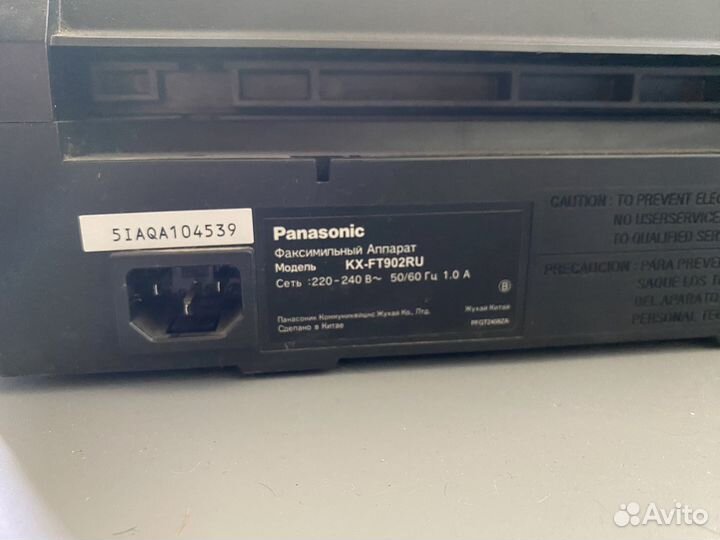 5IAQA104539
Panasonic
Факсимильный Аппарат
Модель KX-FT902RU
Сеть :220-240 В~ 50/60 Гц 1.0 А
B
Панасоник Коммуникейшнс Жухай Ко., Лтд.
Сделано в Китае
Жухай Китай
PFGT2408ZA
CAUTION : TO PREVENT ELE
NO USERSERVICE
TO QUALIFIED SER
PRECAUCION : PARA PREVE
SAQUE LOS T
DEL APARATO
PERSONAL TE
Avito